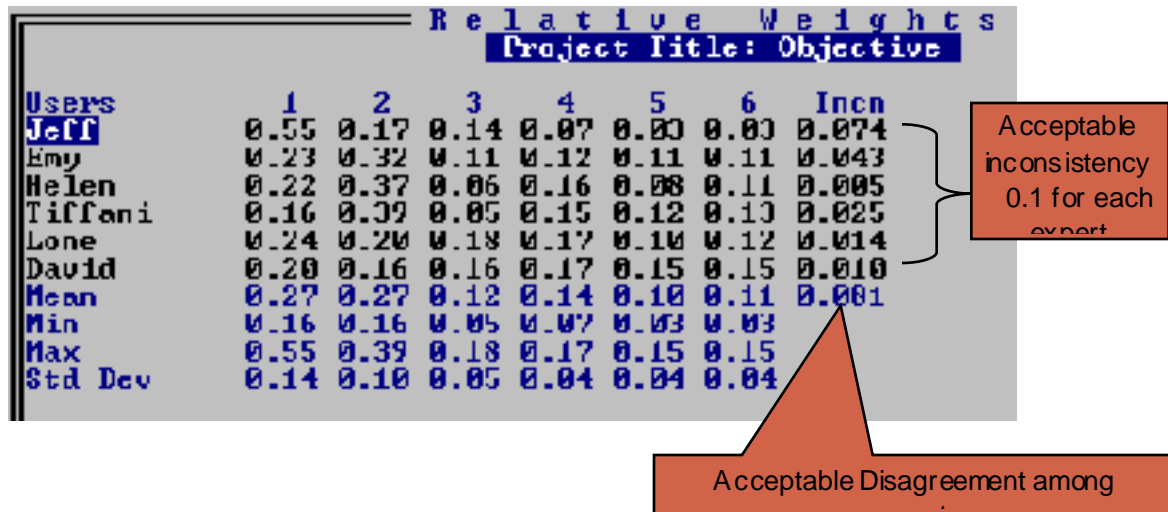 Relative Weights
Project Title: Objective
Users 1 2 3 4 5 6 Incn
Jeff 0.55 0.17 0.14 0.07 0.03 0.03 0.074
Emy 0.23 0.32 0.11 0.12 0.11 0.11 0.043
Helen 0.22 0.37 0.06 0.16 0.08 0.11 0.005
Tiffani 0.16 0.39 0.05 0.15 0.12 0.13 0.025
Lone 0.24 0.20 0.18 0.17 0.10 0.12 0.014
David 0.20 0.16 0.16 0.17 0.15 0.15 0.010
Mean 0.27 0.27 0.12 0.14 0.10 0.11 0.081
Min 0.16 0.16 0.05 0.07 0.03 0.03
Max 0.55 0.39 0.18 0.17 0.15 0.15
Std Dev 0.14 0.10 0.05 0.04 0.04 0.04
Acceptable
inconsistency
0.1 for each
expert
Acceptable Disagreement among